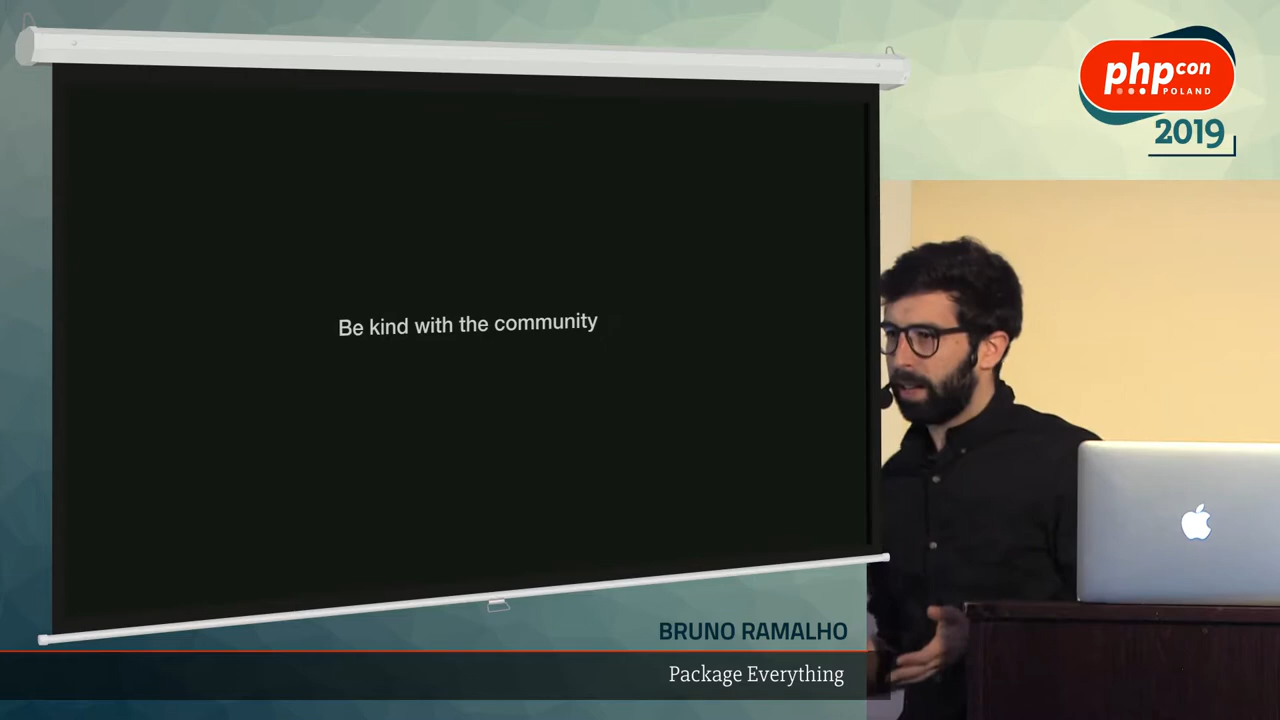 php con
POLAND
2019
Be kind with the community
BRUNO RAMALHO
Package Everything